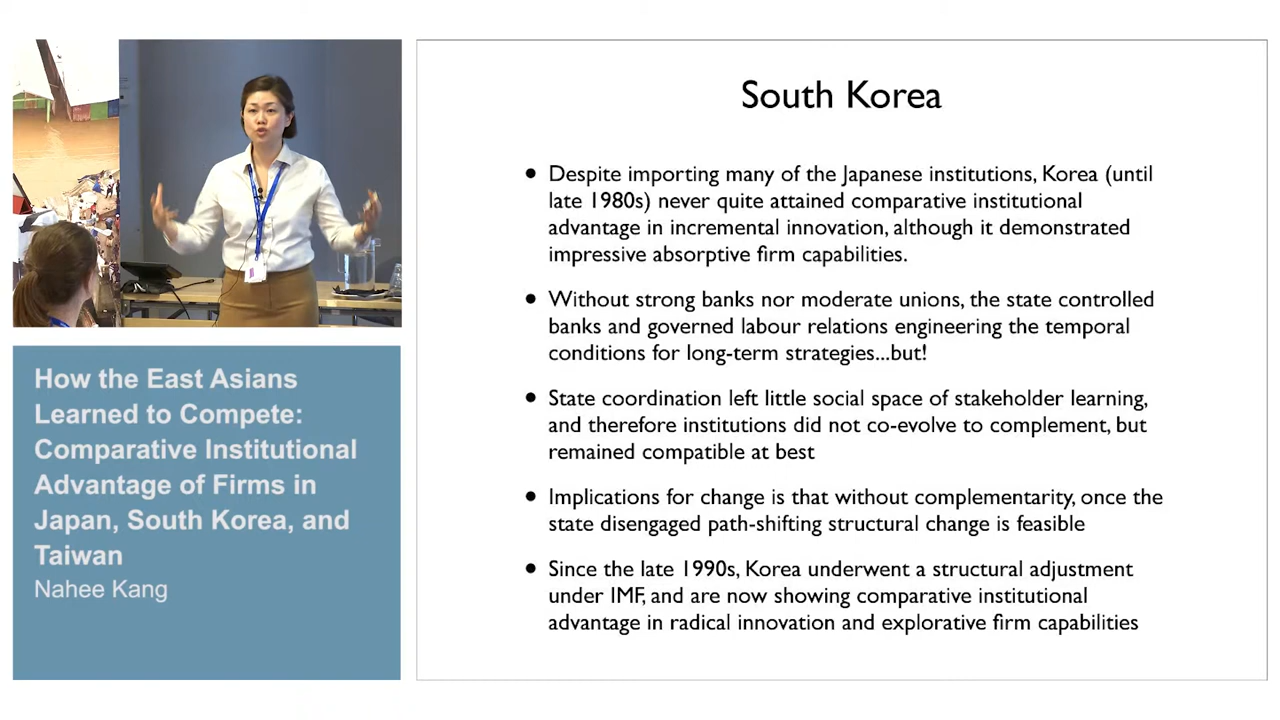 How the East Asians
Learned to Compete:
Comparative Institutional
Advantage of Firms in
Japan, South Korea, and
Taiwan
Nahee Kang
South Korea
• Despite importing many of the Japanese institutions, Korea (until
late 1980s) never quite attained comparative institutional
advantage in incremental innovation, although it demonstrated
impressive absorptive firm capabilities.
• Without strong banks nor moderate unions, the state controlled
banks and governed labour relations engineering the temporal
conditions for long-term strategies...but!
• State coordination left little social space of stakeholder learning,
and therefore institutions did not co-evolve to complement, but
remained compatible at best
• Implications for change is that without complementarity, once the
state disengaged path-shifting structural change is feasible
• Since the late 1990s, Korea underwent a structural adjustment
under IMF, and are now showing comparative institutional
advantage in radical innovation and explorative firm capabilities